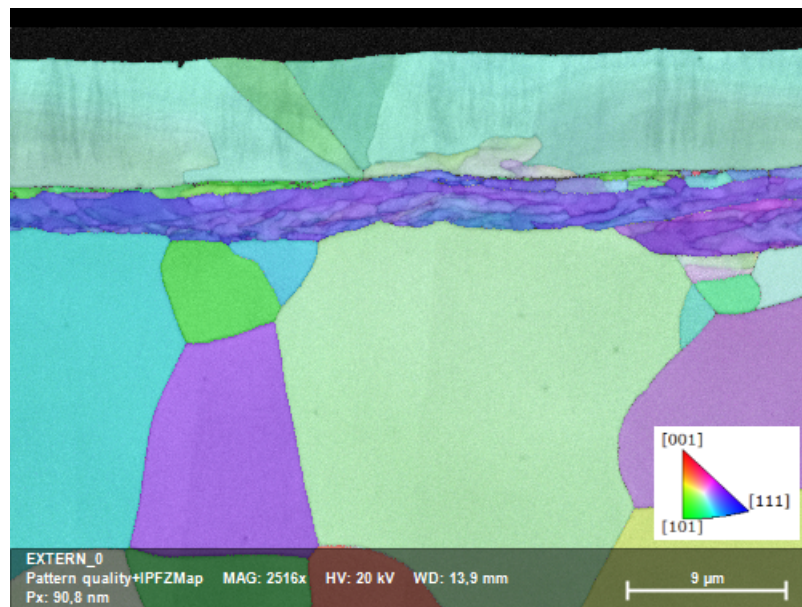 [001]
[111]
[101]
EXTERN_0
Pattern quality+IPFZMap MAG: 2516x HV: 20 kV WD: 13,9 mm
Px: 90,8 nm
9 µm